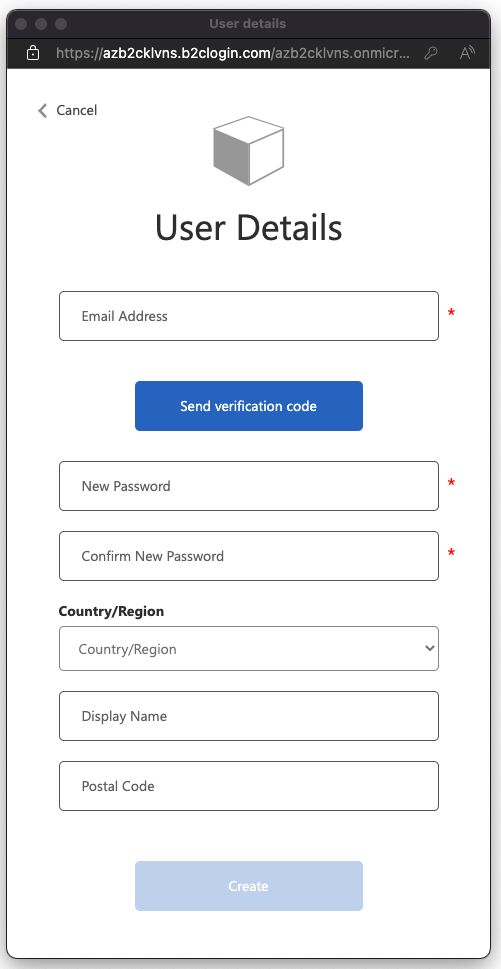 User details
https://azb2cklvns.b2clogin.com/azb2cklvns.onmicr...
Cancel
User Details
Email Address *
Send verification code
New Password *
Confirm New Password *
Country/Region
Country/Region
Display Name
Postal Code
Create